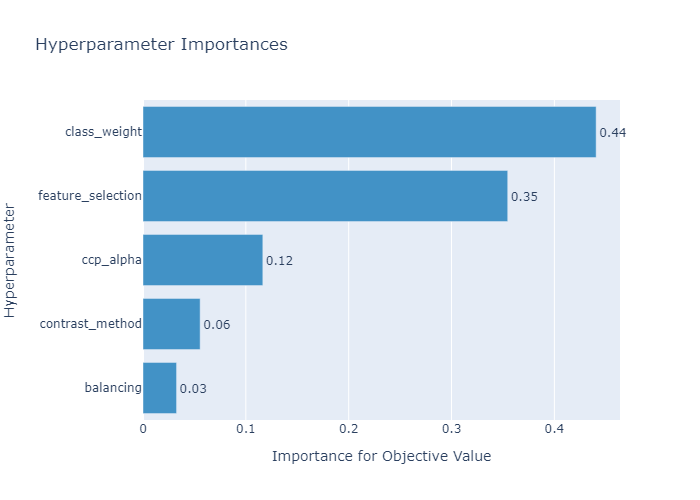 Hyperparameter Importances
Hyperparameter
class_weight 0.44
feature_selection 0.35
ccp_alpha 0.12
contrast_method 0.06
balancing 0.03
0 0.1 0.2 0.3 0.4
Importance for Objective Value